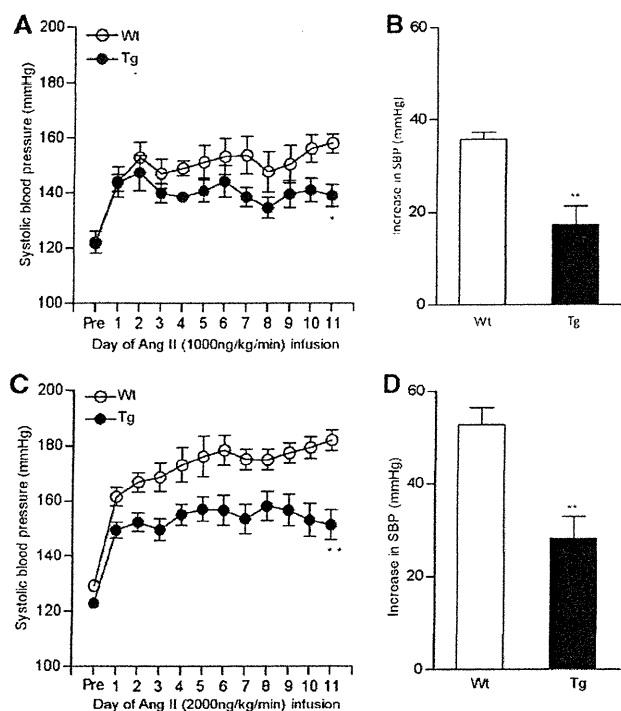 A
Wt
Tg
Systolic blood pressure (mmHg)
200
180
160
140
120
100
*
Pre 1 2 3 4 5 6 7 8 9 10 11
Day of Ang II (1000ng/kg/min) infusion
B
Increase in SBP (mmHg)
60
40
20
0
**
Wt Tg
C
Wt
Tg
Systolic blood pressure (mmHg)
200
180
160
140
120
100
**
Pre 1 2 3 4 5 6 7 8 9 10 11
Day of Ang II (2000ng/kg/min) infusion
D
Increase in SBP (mmHg)
60
40
20
0
**
Wt Tg